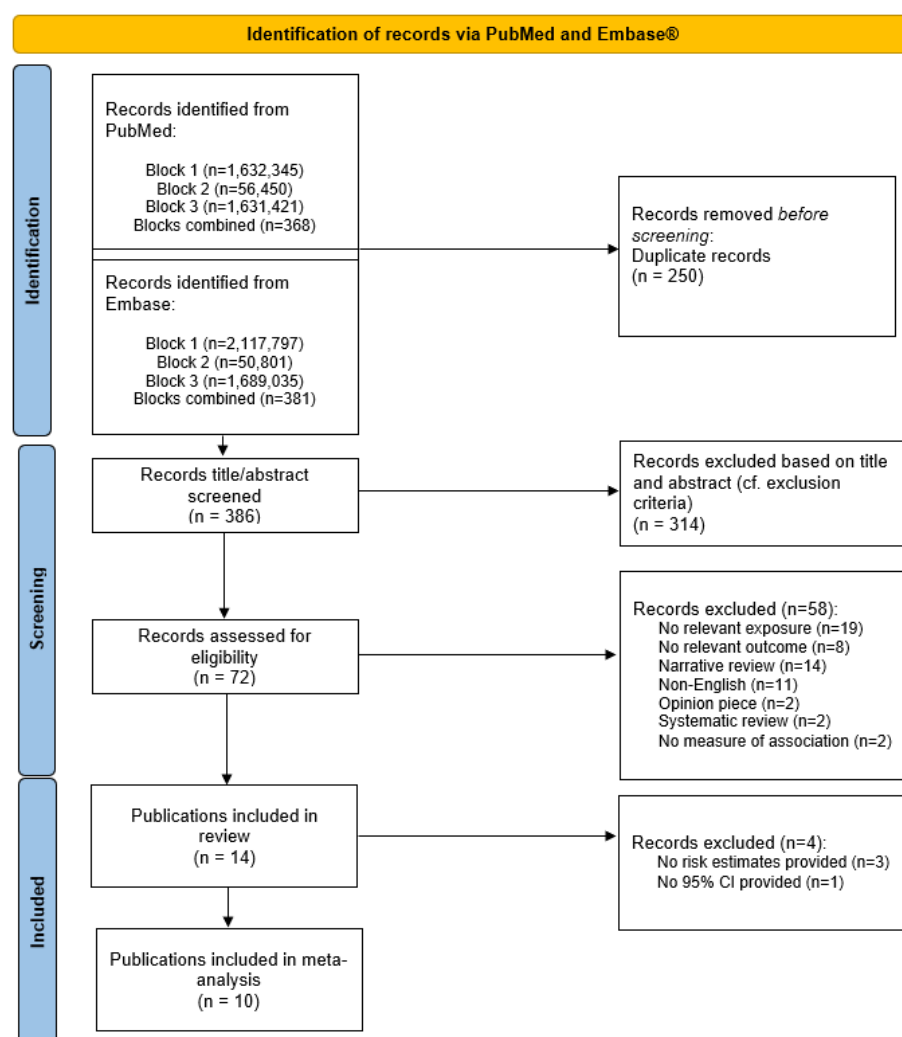 Identification of records via PubMed and Embase®
Identification
Records identified from
PubMed:
Block 1 (n=1,632,345)
Block 2 (n=56,450)
Block 3 (n=1,631,421)
Blocks combined (n=368)
Records identified from
Embase:
Block 1 (n=2,117,797)
Block 2 (n=50,801)
Block 3 (n=1,689,035)
Blocks combined (n=381)
Records removed before
screening:
Duplicate records
(n = 250)
Screening
Records title/abstract
screened
(n = 386)
Records excluded based on title
and abstract (cf. exclusion
criteria)
(n = 314)
Records assessed for
eligibility
(n = 72)
Records excluded (n=58):
No relevant exposure (n=19)
No relevant outcome (n=8)
Narrative review (n=14)
Non-English (n=11)
Opinion piece (n=2)
Systematic review (n=2)
No measure of association (n=2)
Included
Publications included in
review
(n = 14)
Records excluded (n=4):
No risk estimates provided (n=3)
No 95% CI provided (n=1)
Publications included in meta-
analysis
(n = 10)